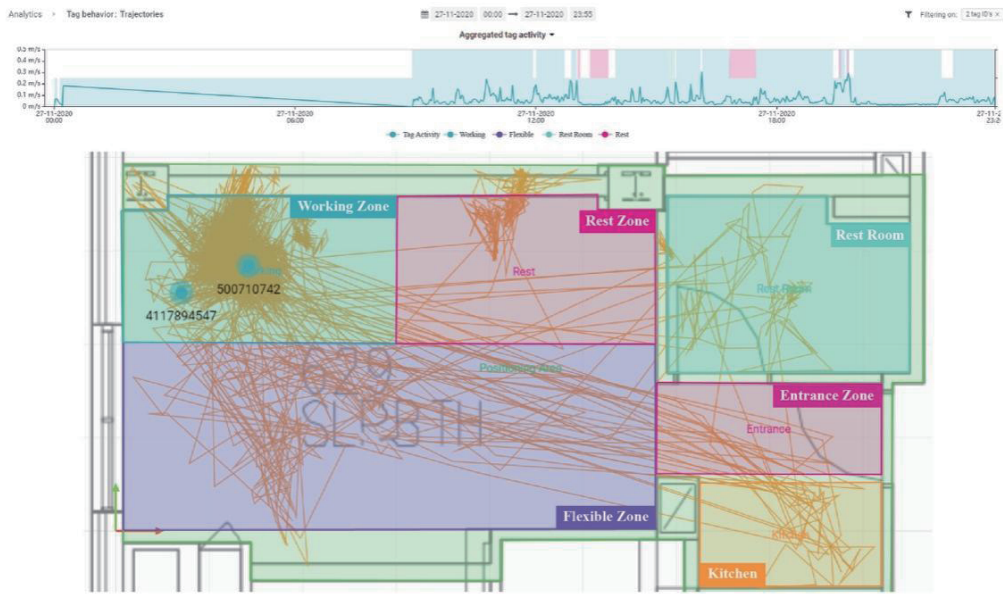 Analytics > Tag behavior: Trajectories
27-11-2020 00:00 → 27-11-2020 23:55
Filtering on: 2 tag ID's ×
Aggregated tag activity
0.5 m/s
0.4 m/s
0.3 m/s
0.2 m/s
0.1 m/s
0 m/s
27-11-2020 00:00
27-11-2020 06:00
27-11-2020 12:00
27-11-2020 18:00
Tag Activity Working Flexible Rest Room Rest
Working Zone
Rest Zone
Rest Room
Rest
Rest Room
500710742
4117894547
Positioning Area
629
SLPBTH
Entrance Zone
Entrance
Flexible Zone
Kitchen
Kitchen